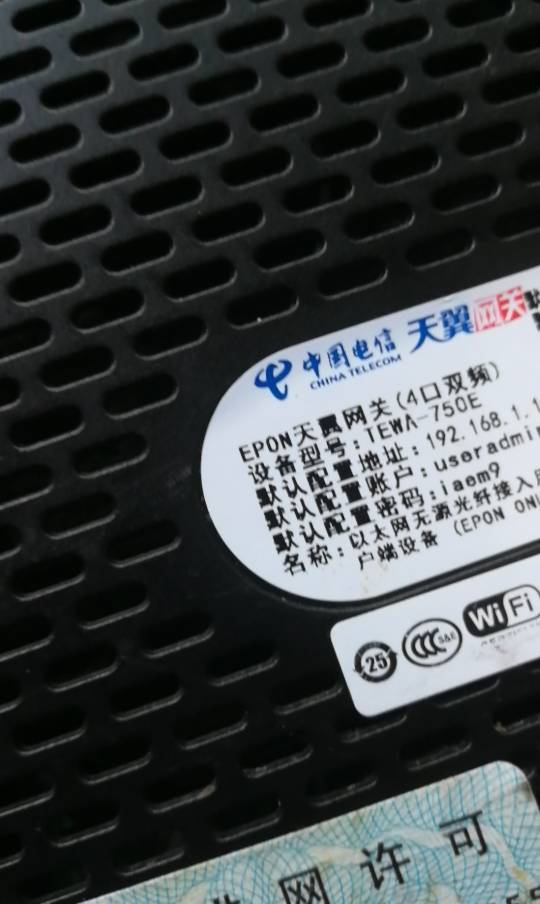 中国电信 天翼网关
CHINA TELECOM
EPON天翼网关(4口双频)
设备型号:TEWA-750E
默认配置地址:192.168.1.1
默认配置账户:useradmin
默认配置密码:iaem9
名称:以太网无源光纤接入
户端设备(EPON ONU
25
CCC S&E
WiFi
网许可